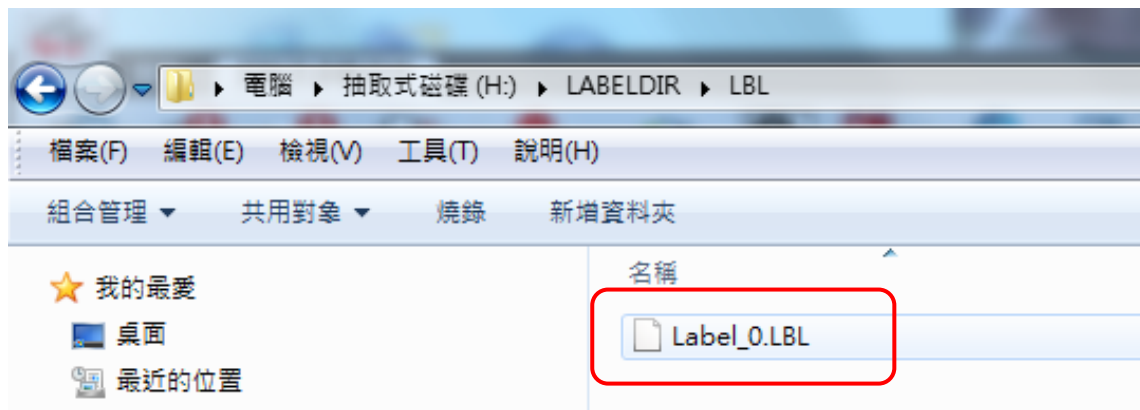 電腦 ▸ 抽取式磁碟 (H:) ▸ LABELDIR ▸ LBL
檔案(F) 編輯(E) 檢視(V) 工具(T) 說明(H)
組合管理 ▼ 共用對象 ▼ 燒錄 新增資料夾
我的最愛
桌面
最近的位置
名稱
Label_0.LBL